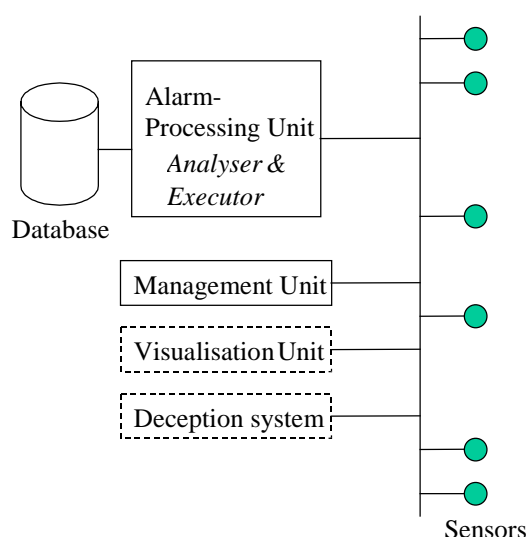 Alarm-
Processing Unit
Analyser &
Executor
Database
Management Unit
Visualisation Unit
Deception system
Sensors